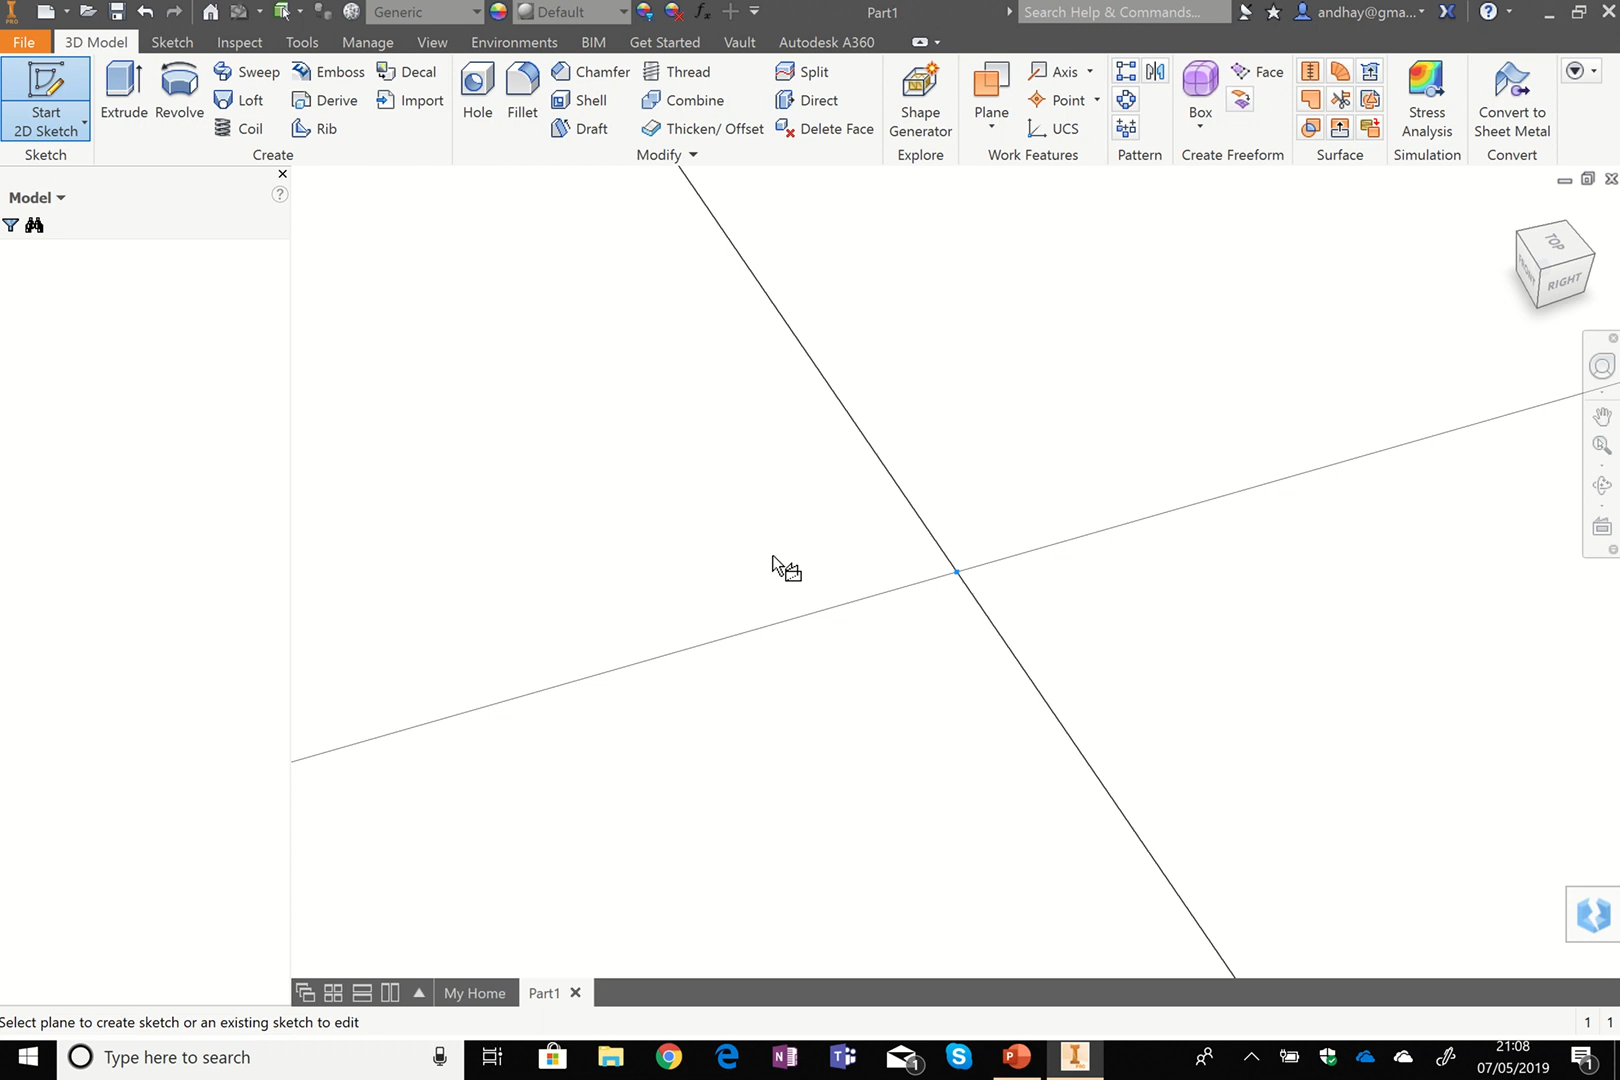 Generic Default Part1 Search Help & Commands... andhay@gma...
File 3D Model Sketch Inspect Tools Manage View Environments BIM Get Started Vault Autodesk A360
Start
2D Sketch
Sketch
Extrude Revolve
Sweep Emboss Decal
Loft Derive Import
Coil Rib
Create
Hole Fillet
Chamfer Thread Split
Shell Combine Direct
Draft Thicken/ Offset Delete Face
Modify
Shape
Generator
Explore
Plane
Axis
Point
UCS
Work Features
Pattern
Box
Face
Create Freeform
Surface
Stress
Analysis
Simulation
Convert to
Sheet Metal
Convert
Model
TOP
FRONT
RIGHT
My Home Part1
Select plane to create sketch or an existing sketch to edit 1 1
Type here to search
21:08
07/05/2019
1
1